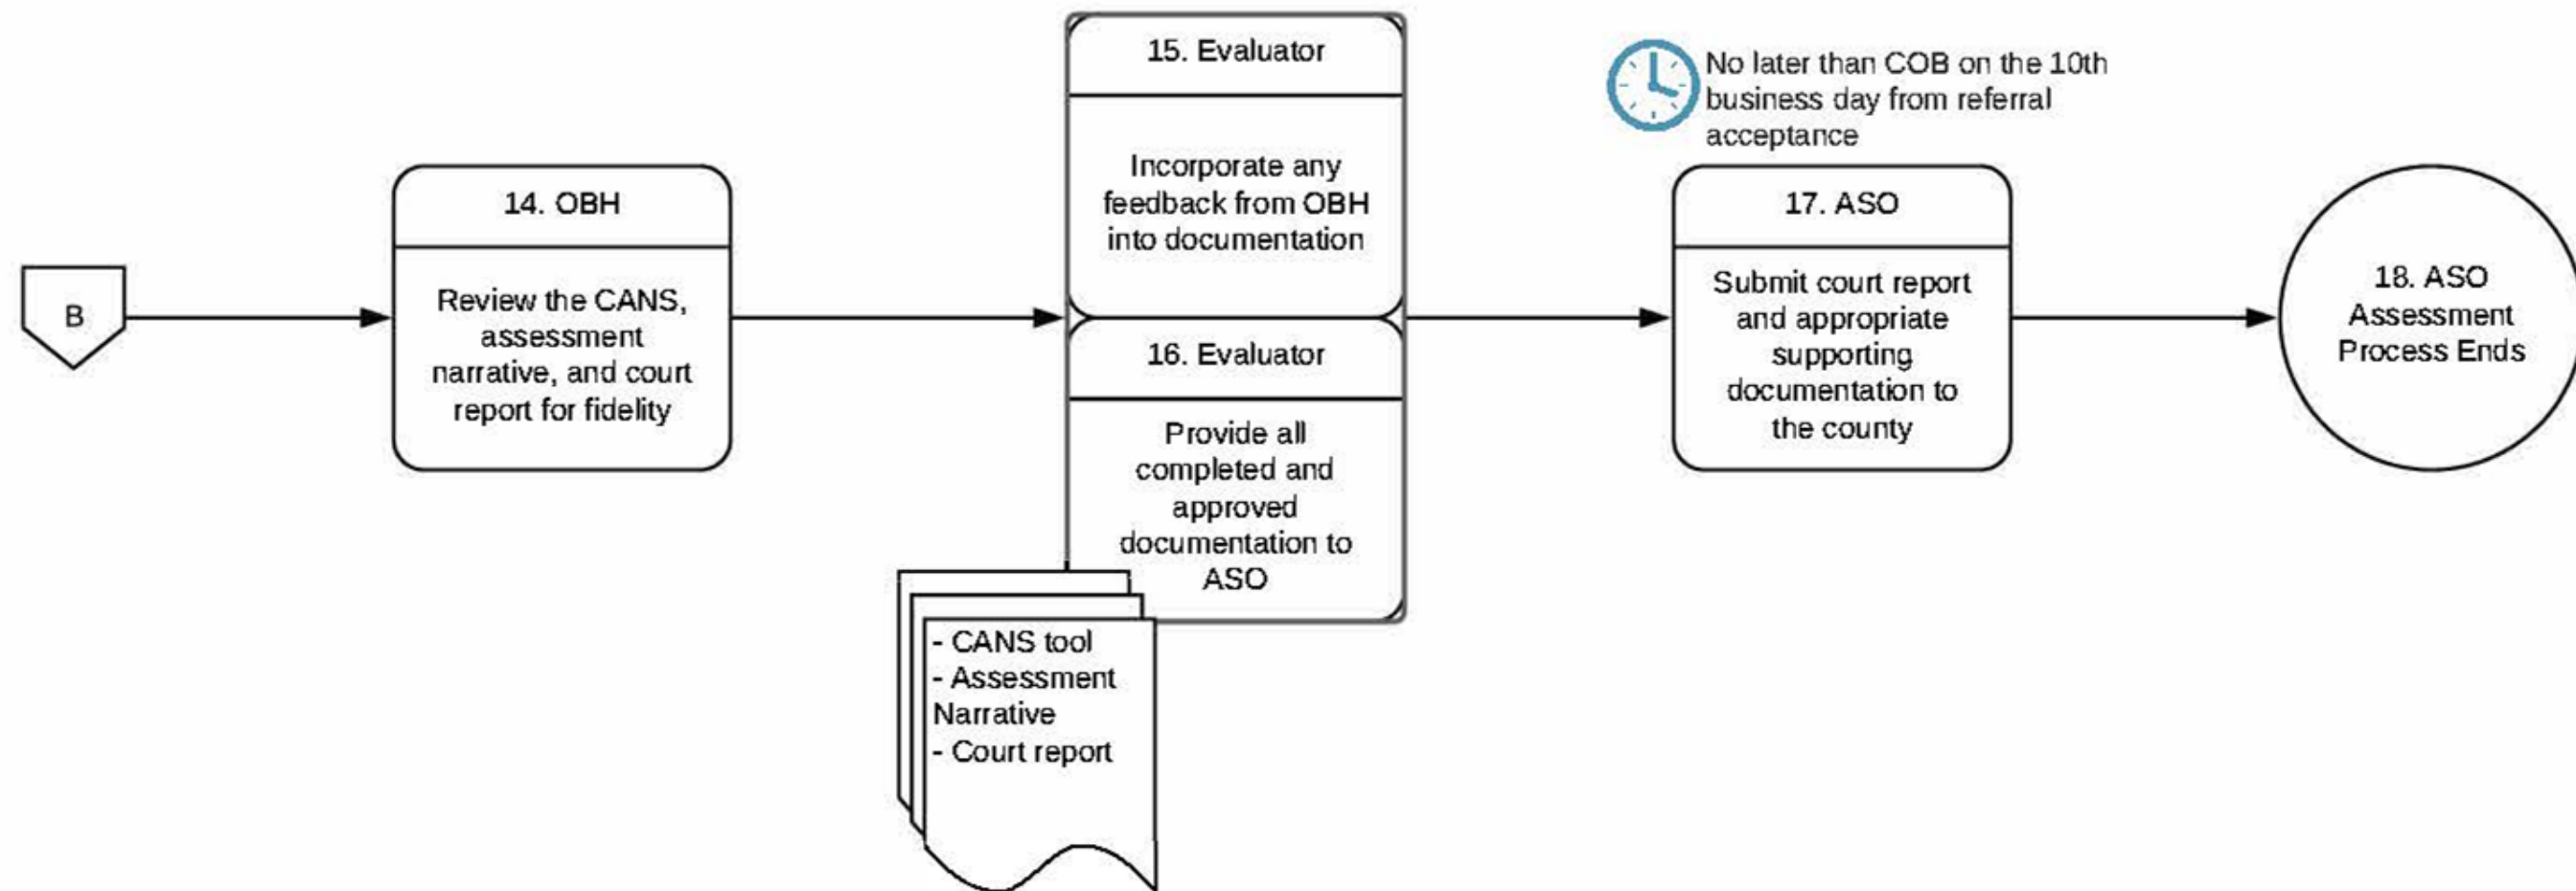 B
14. OBH
Review the CANS,
assessment
narrative, and court
report for fidelity
15. Evaluator
Incorporate any
feedback from OBH
into documentation
16. Evaluator
Provide all
completed and
approved
documentation to
ASO
- CANS tool
- Assessment
Narrative
- Court report
No later than COB on the 10th
business day from referral
acceptance
17. ASO
Submit court report
and appropriate
supporting
documentation to
the county
18. ASO
Assessment
Process Ends